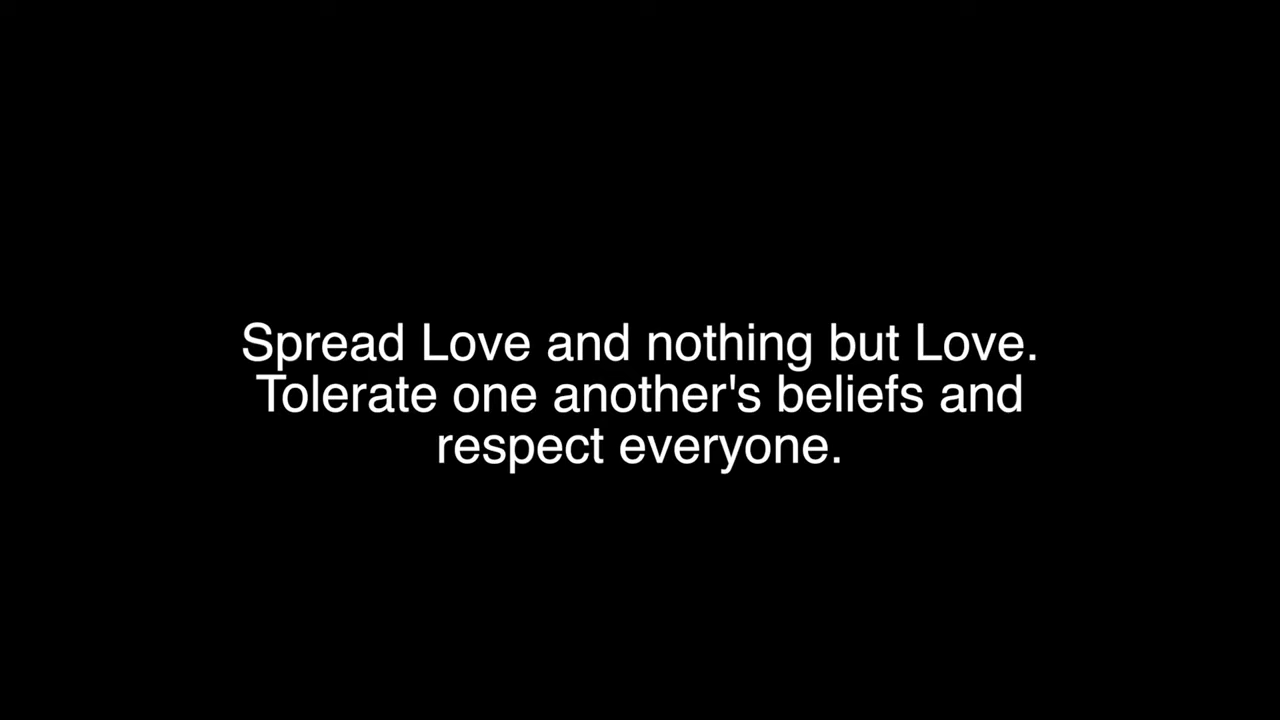 Spread Love and nothing but Love.
Tolerate one another's beliefs and
respect everyone.